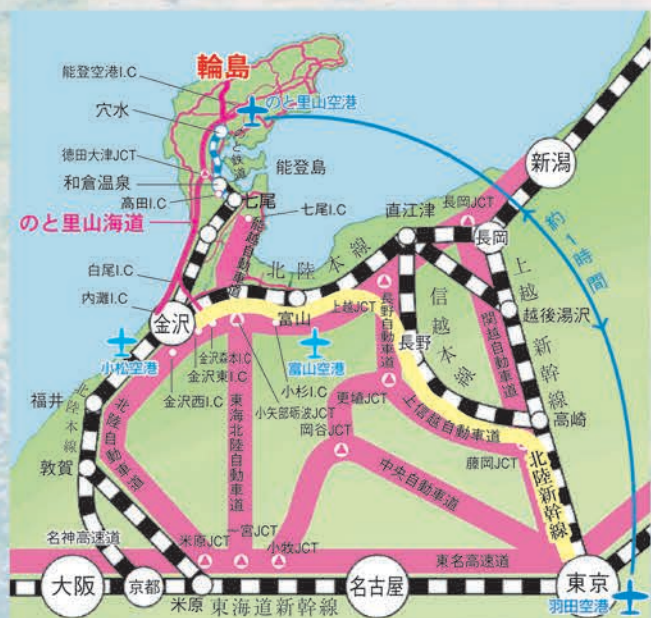 能登空港I.C
輪島
のと里山空港
穴水
徳田大津JCT
のと鉄道
能登島
和倉温泉
高田I.C
七尾
七尾I.C
のと里山海道
能越自動車道
新潟
長岡JCT
直江津
長岡
約1時間
白尾I.C
内灘I.C
北陸本線
上越JCT
長野自動車道
信越本線
関越自動車道
上越新幹線
越後湯沢
金沢
富山
小松空港
金沢森本I.C
金沢東I.C
金沢西I.C
小杉I.C
富山空港
小矢部砺波JCT
長野
更埴JCT
上信越自動車道
高崎
福井
北陸本線
北陸自動車道
東海北陸自動車道
岡谷JCT
中央自動車道
藤岡JCT
北陸新幹線
敦賀
名神高速道
米原JCT
一宮JCT
小牧JCT
東名高速道
大阪
京都
米原
東海道新幹線
名古屋
東京
羽田空港